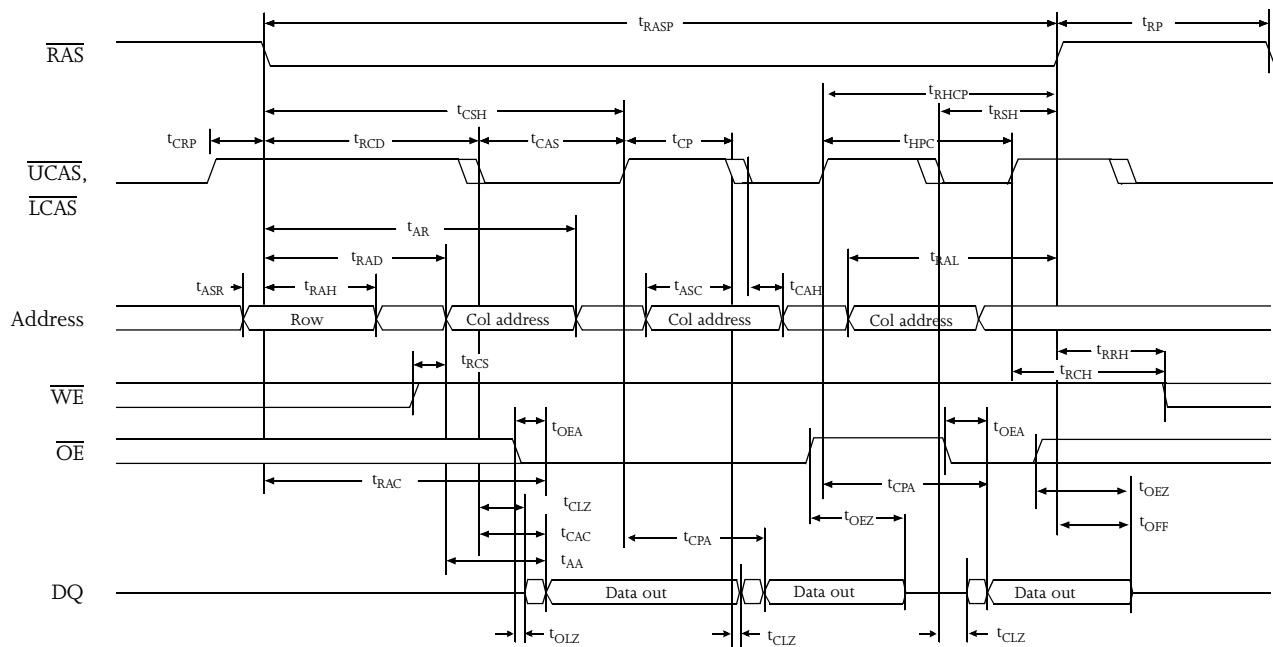 tRASP
tRP
RAS
tRHCP
tCSH
tRSH
tCRP
tRCD
tCAS
tCP
tHPC
UCAS,
LCAS
tAR
tRAD
tRAL
tASR
tRAH
tASC
tCAH
Address
Row
Col address
Col address
Col address
tRCS
tRRH
tRCH
WE
tOEA
tOEA
OE
tRAC
tCPA
tCLZ
tOEZ
tOEZ
tCAC
tCPA
tOFF
tAA
DQ
Data out
Data out
Data out
tOLZ
tCLZ
tCLZ